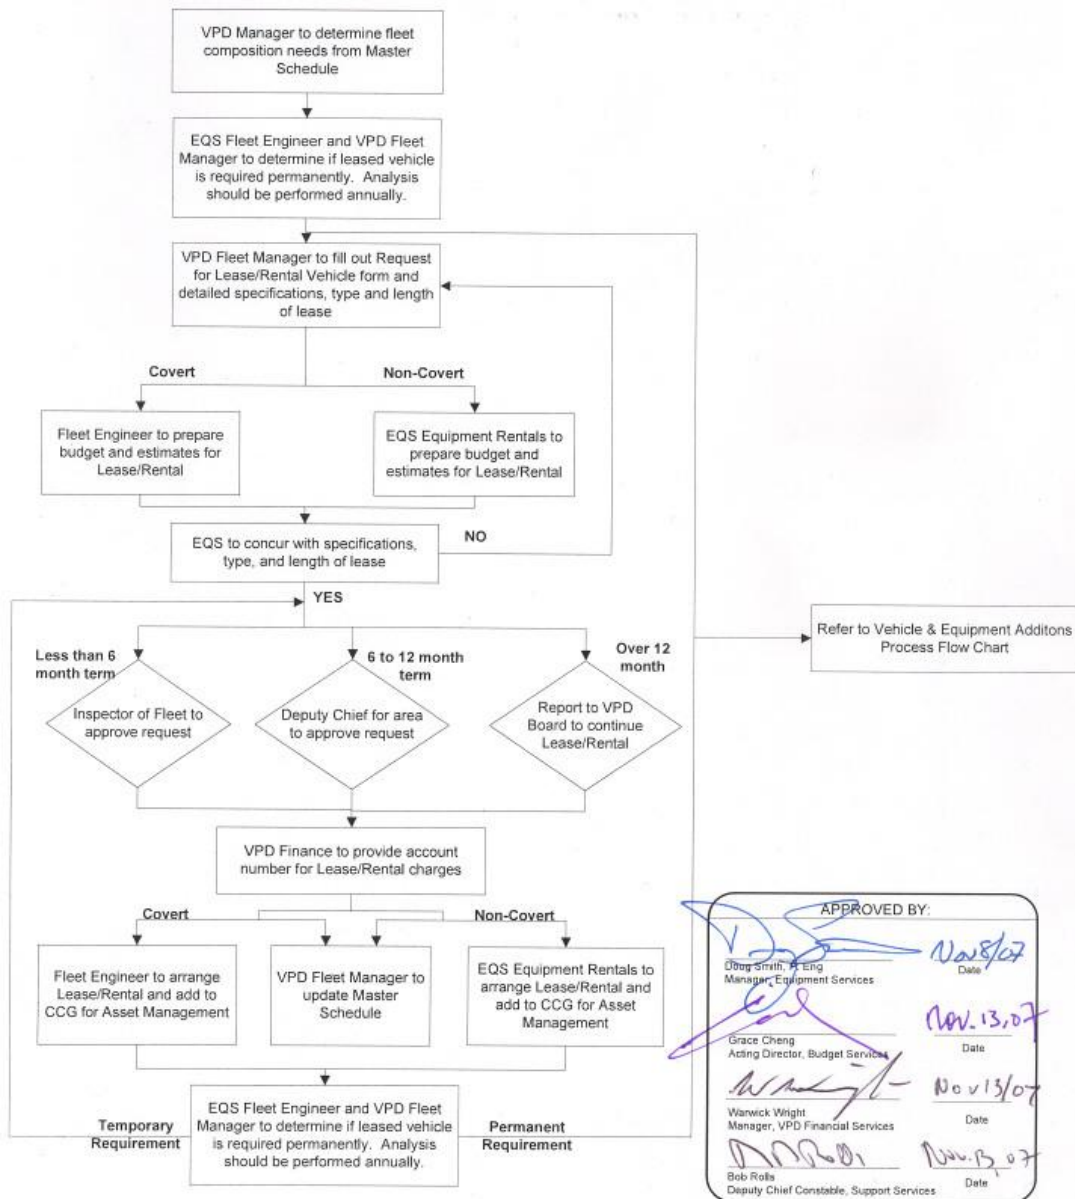 VPD Manager to determine fleet
composition needs from Master
Schedule
EQS Fleet Engineer and VPD Fleet
Manager to determine if leased vehicle
is required permanently. Analysis
should be performed annually.
VPD Fleet Manager to fill out Request
for Lease/Rental Vehicle form and
detailed specifications, type and length
of lease
Covert
Non-Covert
Fleet Engineer to prepare
budget and estimates for
Lease/Rental
EQS Equipment Rentals to
prepare budget and
estimates for Lease/Rental
EQS to concur with specifications,
type, and length of lease
NO
YES
Refer to Vehicle & Equipment Additons
Process Flow Chart
Less than 6
month term
6 to 12 month
term
Over 12
month
Inspector of Fleet to
approve request
Deputy Chief for area
to approve request
Report to VPD
Board to continue
Lease/Rental
VPD Finance to provide account
number for Lease/Rental charges
Covert
Non-Covert
Fleet Engineer to arrange
Lease/Rental and add to
CCG for Asset Management
VPD Fleet Manager to
update Master
Schedule
EQS Equipment Rentals to
arrange Lease/Rental and
add to CCG for Asset
Management
Temporary
Requirement
EQS Fleet Engineer and VPD Fleet
Manager to determine if leased vehicle
is required permanently. Analysis
should be performed annually.
Permanent
Requirement
APPROVED BY:
Nov 8/07
Doug Smith, P. Eng
Date
Manager, Equipment Services
Nov. 13, 07
Grace Cheng
Date
Acting Director, Budget Services
Nov 13/07
Warwick Wright
Date
Manager, VPD Financial Services
Nov. 13, 07
Bob Rolls
Date
Deputy Chief Constable, Support Services